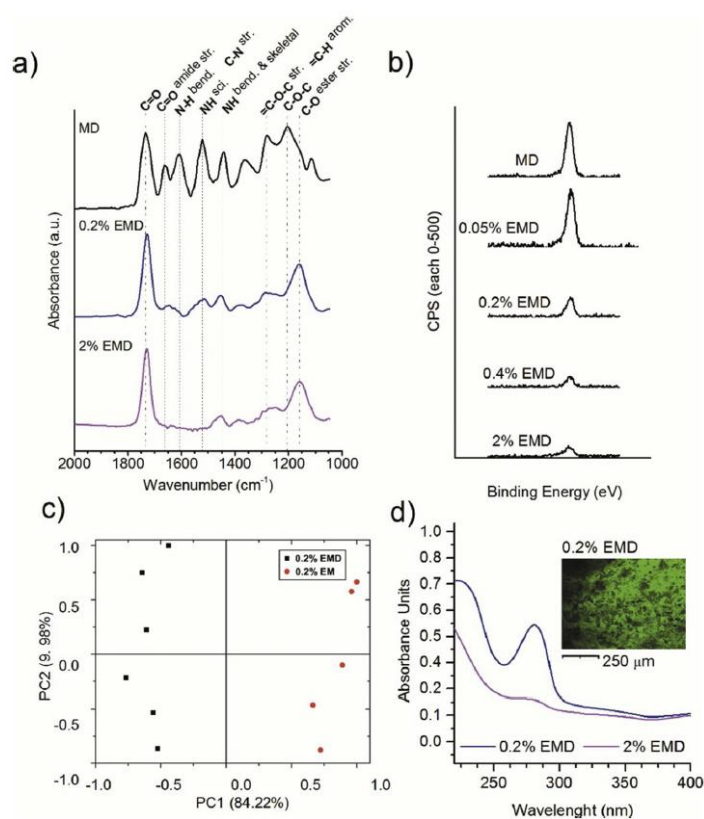 a)
C=O
C=O amide str.
N-H bend.
C-N str.
NH sci.
NH bend. & skeletal
=C-O-C str.
C-O-C
=C-H arom.
C-O ester str.
MD
0.2% EMD
2% EMD
Absorbance (a.u.)
2000 1800 1600 1400 1200 1000
Wavenumber (cm⁻¹)
b)
MD
0.05% EMD
0.2% EMD
0.4% EMD
2% EMD
CPS (each 0-500)
Binding Energy (eV)
c)
0.2% EMD
0.2% EM
1.0
0.5
0.0
-0.5
-1.0
PC2 (9. 98%)
-1.0 -0.5 0.0 0.5 1.0
PC1 (84.22%)
d)
0.2% EMD
250 µm
1.0
0.8
0.7
0.6
0.5
0.4
0.2
0.1
0.0
Absorbance Units
0.2% EMD 2% EMD
250 300 350 400
Wavelenght (nm)